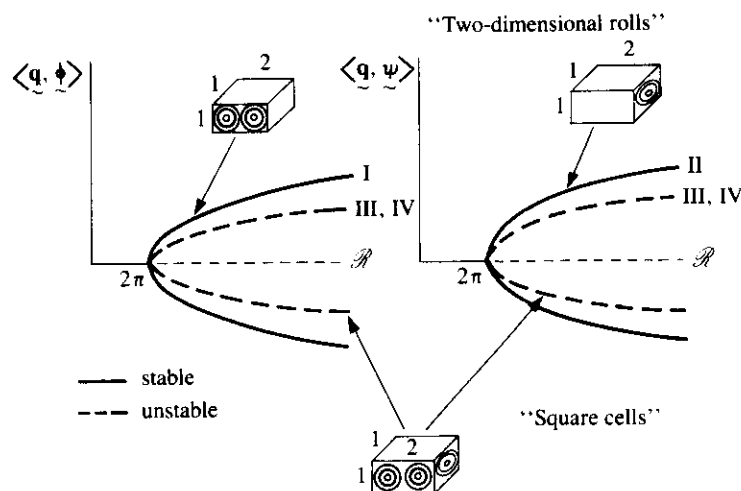 “Two-dimensional rolls”
⟨q̰, ϕ̰⟩
1
2
1
I
III, IV
ℛ
2π
⟨q̰, ψ̰⟩
1
2
1
II
III, IV
ℛ
2π
stable
unstable
“Square cells”
1
2
1